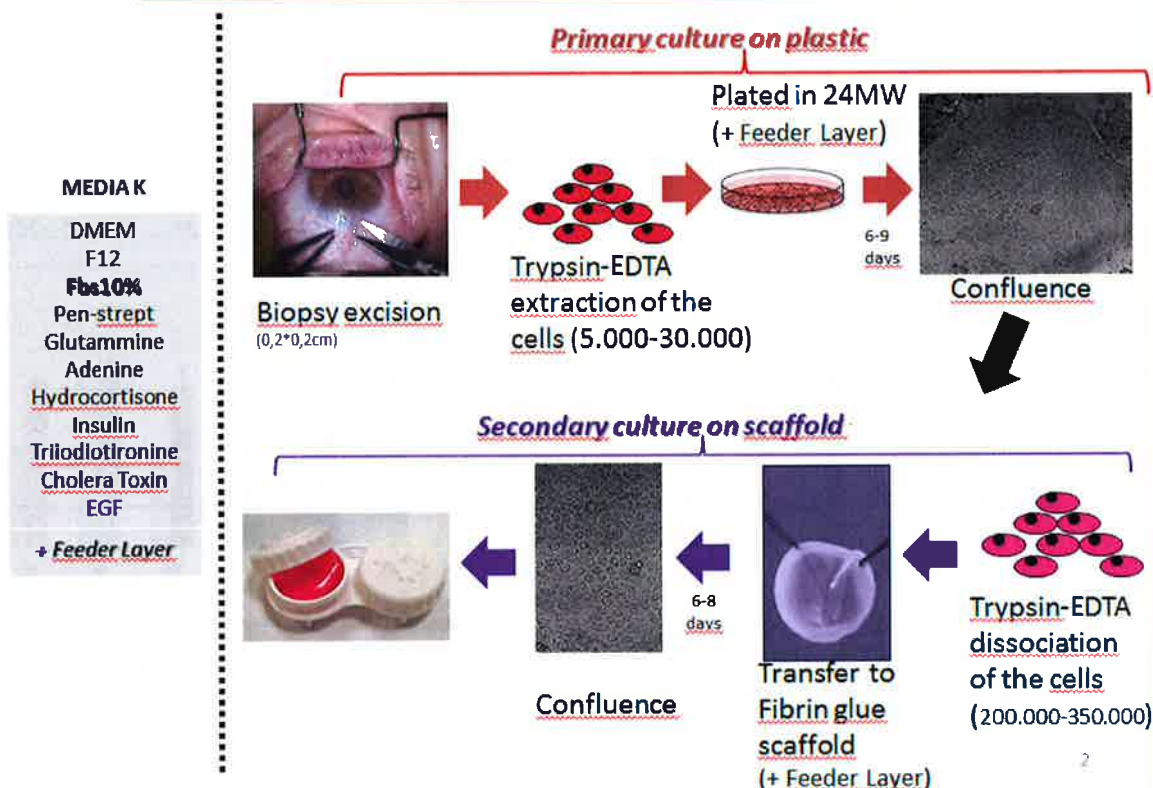 MEDIA K
DMEM
F12
Fbs10%
Pen-strept
Glutammine
Adenine
Hydrocortisone
Insulin
Triiodiotironine
Cholera Toxin
EGF
+ Feeder Layer
Primary culture on plastic
Biopsy excision
(0,2*0,2cm)
Trypsin-EDTA
extraction of the
cells (5.000-30.000)
Plated in 24MW
(+ Feeder Layer)
6-9
days
Confluence
Secondary culture on scaffold
Trypsin-EDTA
dissociation
of the cells
(200.000-350.000)
Transfer to
Fibrin glue
scaffold
(+ Feeder Layer)
6-8
days
Confluence
2